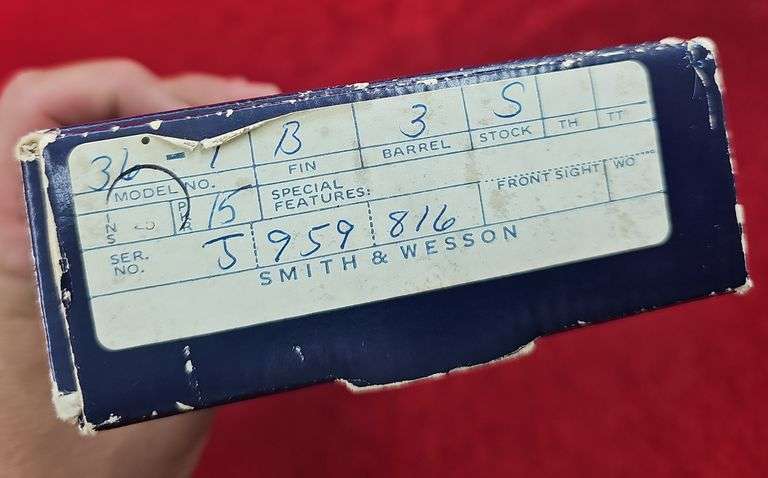 36-1 B 3 S
MODEL NO. FIN BARREL STOCK TH TT
INS 15 SPECIAL FEATURES: FRONT SIGHT WO
SER. NO. J 959 816
SMITH & WESSON